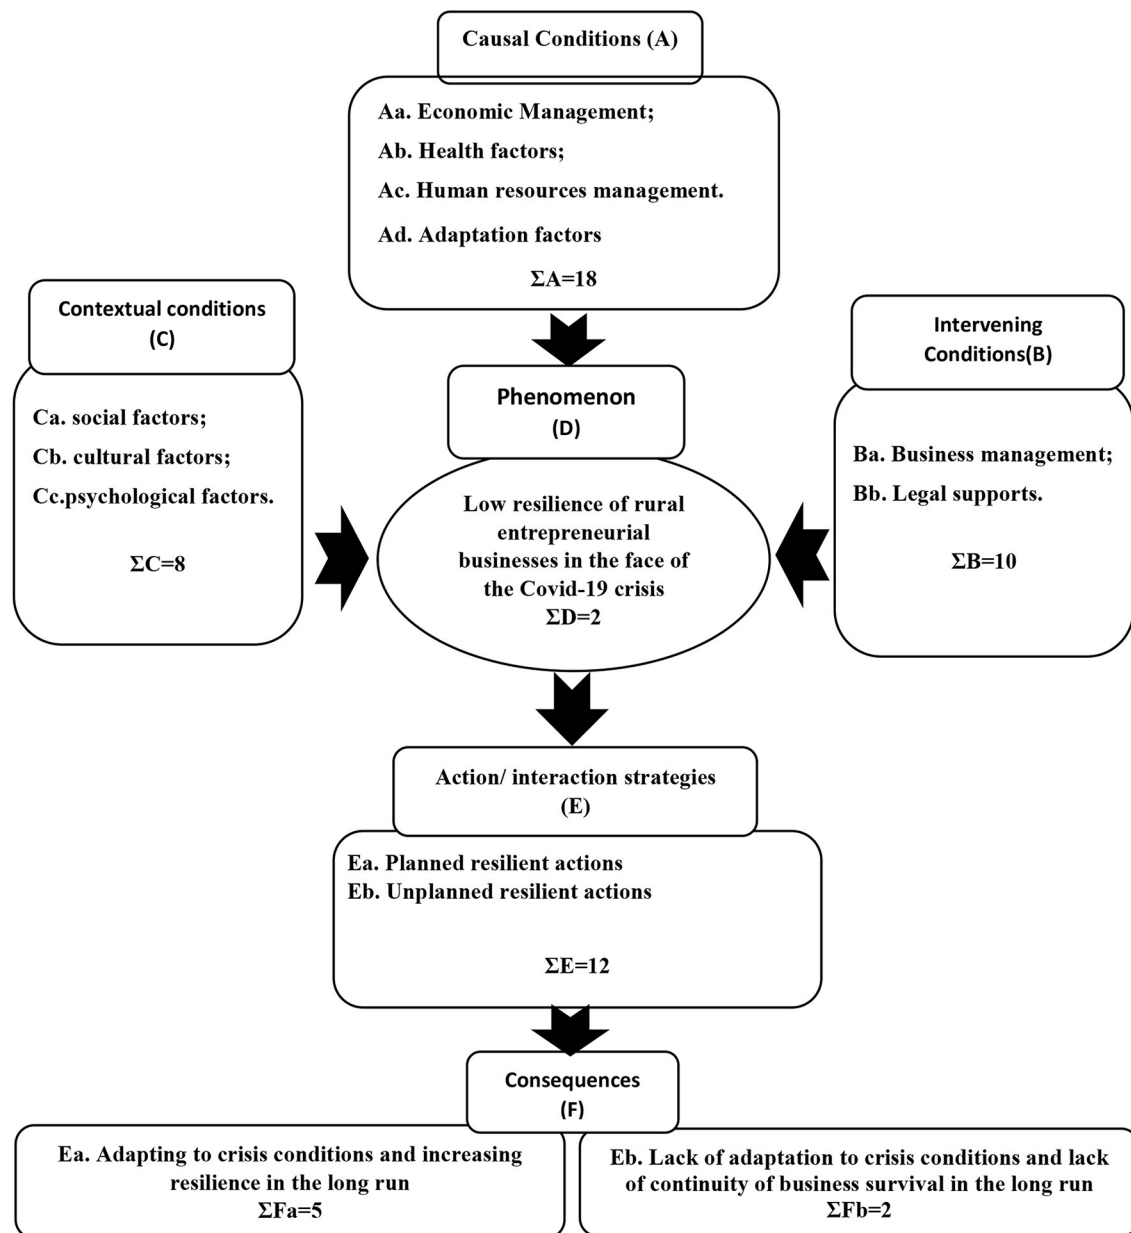 Causal Conditions (A)
Aa. Economic Management;
Ab. Health factors;
Ac. Human resources management.
Ad. Adaptation factors
ΣA=18
Contextual conditions
(C)
Ca. social factors;
Cb. cultural factors;
Cc.psychological factors.
ΣC=8
Phenomenon
(D)
Low resilience of rural
entrepreneurial
businesses in the face of
the Covid-19 crisis
ΣD=2
Intervening
Conditions(B)
Ba. Business management;
Bb. Legal supports.
ΣB=10
Action/ interaction strategies
(E)
Ea. Planned resilient actions
Eb. Unplanned resilient actions
ΣE=12
Consequences
(F)
Ea. Adapting to crisis conditions and increasing
resilience in the long run
ΣFa=5
Eb. Lack of adaptation to crisis conditions and lack
of continuity of business survival in the long run
ΣFb=2